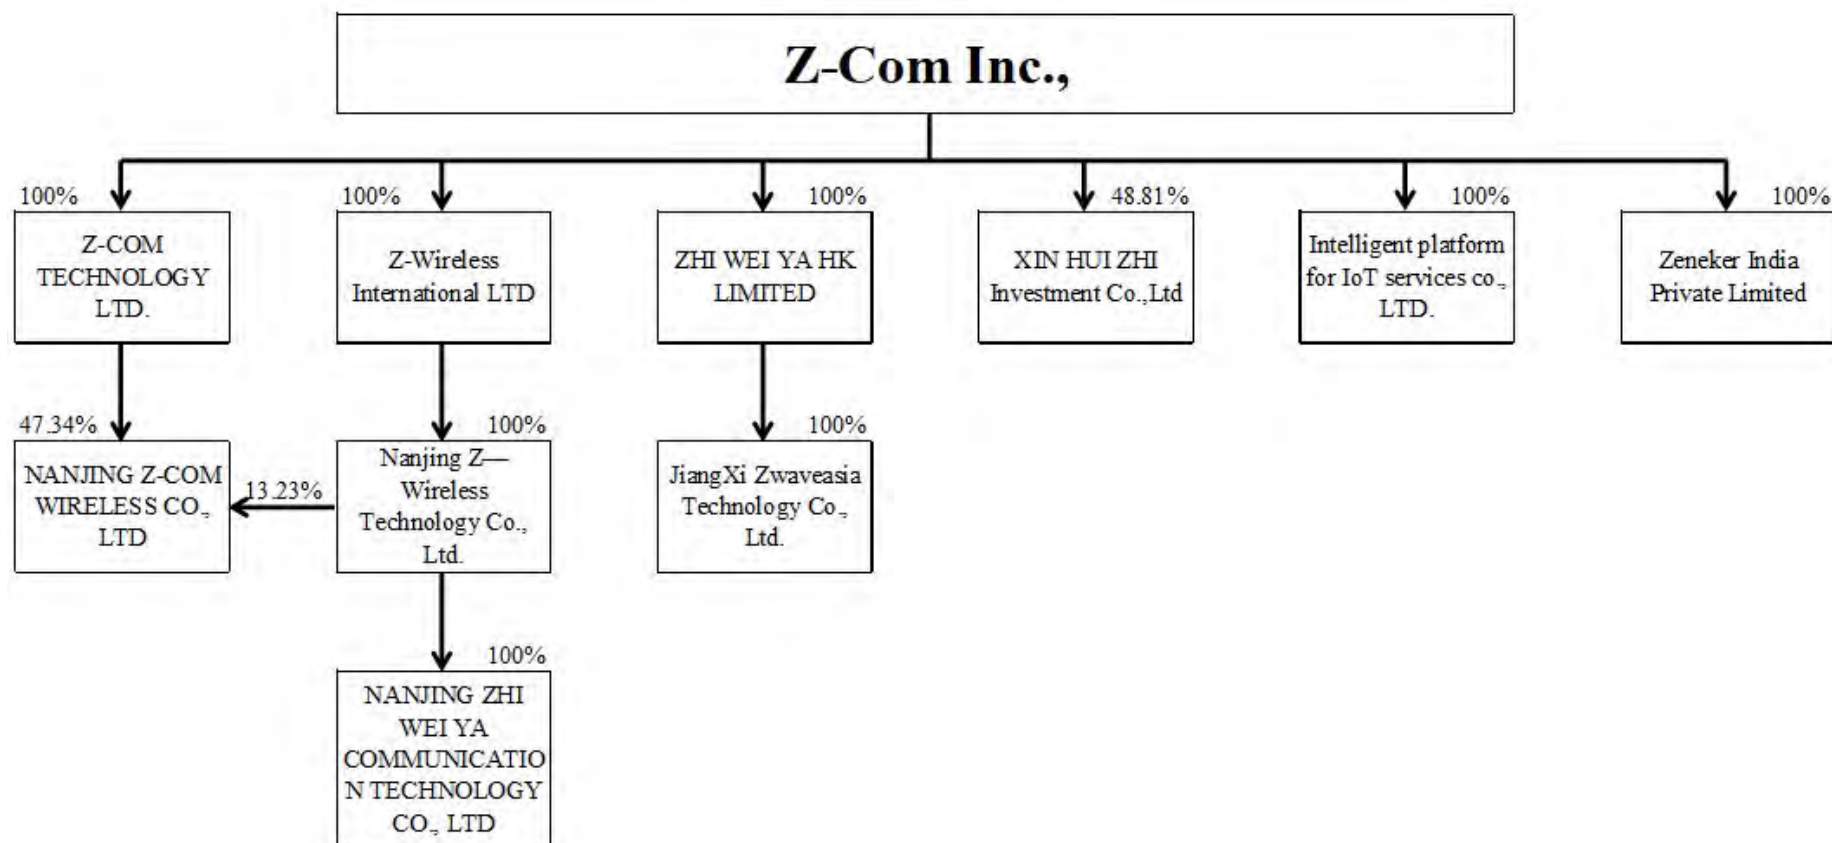 Z-Com Inc.,
100%
100%
100%
48.81%
100%
100%
Z-COM
TECHNOLOGY
LTD.
Z-Wireless
International LTD
ZHI WEI YA HK
LIMITED
XIN HUI ZHI
Investment Co.,Ltd
Intelligent platform
for IoT services co.,
LTD.
Zeneker India
Private Limited
47.34%
100%
100%
NANJING Z-COM
WIRELESS CO.,
LTD
13.23%
Nanjing Z—
Wireless
Technology Co.,
Ltd.
JiangXi Zwaveasia
Technology Co.,
Ltd.
100%
NANJING ZHI
WEI YA
COMMUNICATIO
N TECHNOLOGY
CO., LTD